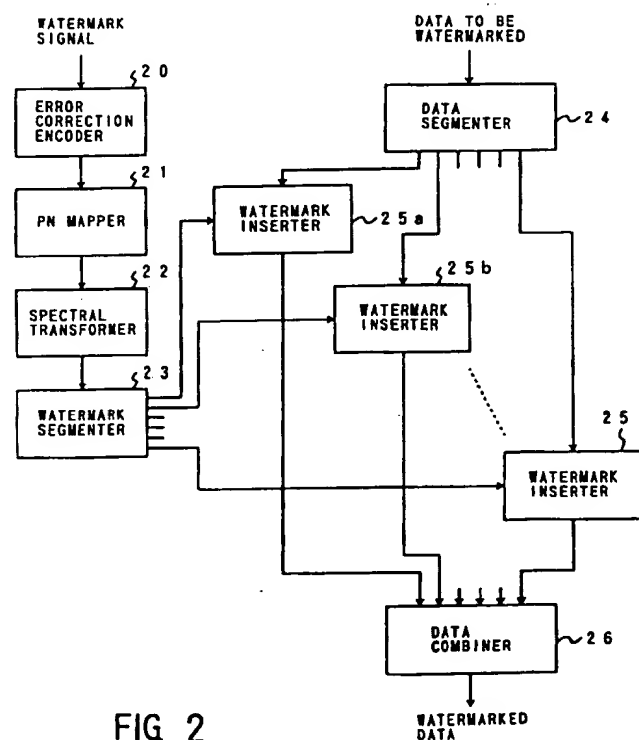 WATERMARK
SIGNAL
20
ERROR
CORRECTION
ENCODER
21
PN MAPPER
22
SPECTRAL
TRANSFORMER
23
WATERMARK
SEGMENTER
DATA TO BE
WATERMARKED
DATA
SEGMENTER
24
WATERMARK
INSERTER
25a
25b
WATERMARK
INSERTER
25
WATERMARK
INSERTER
DATA
COMBINER
26
WATERMARKED
DATA
FIG 2